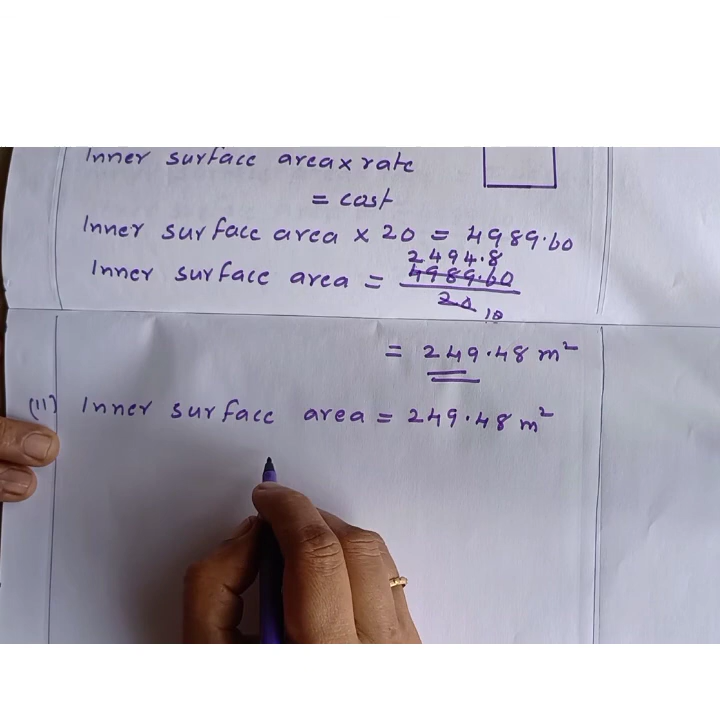 Inner surface area x rate
= cost
Inner surface area x 20 = 4989.60
2494.8
Inner surface area = 4989.60
20 10
= 249.48 m²
(11) Inner surface area = 249.48 m²